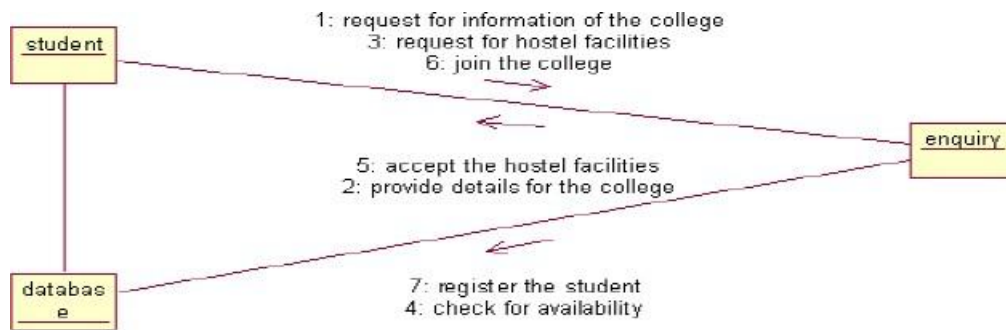 1: request for information of the college
3: request for hostel facilities
6: join the college
student
enquiry
5: accept the hostel facilities
2: provide details for the college
databas
e
7: register the student
4: check for availability